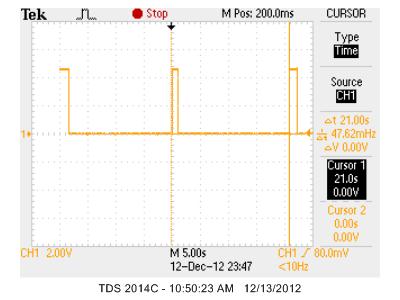 Tek Stop M Pos: 200.0ms CURSOR
Type
Time
Source
CH1
Δt 21.00s
47.62mHz
ΔV 0.00V
1
Cursor 1
21.0s
0.00V
Cursor 2
0.00s
0.00V
CH1 2.00V M 5.00s CH1 / 80.0mV
12-Dec-12 23:47 <10Hz
TDS 2014C - 10:50:23 AM 12/13/2012